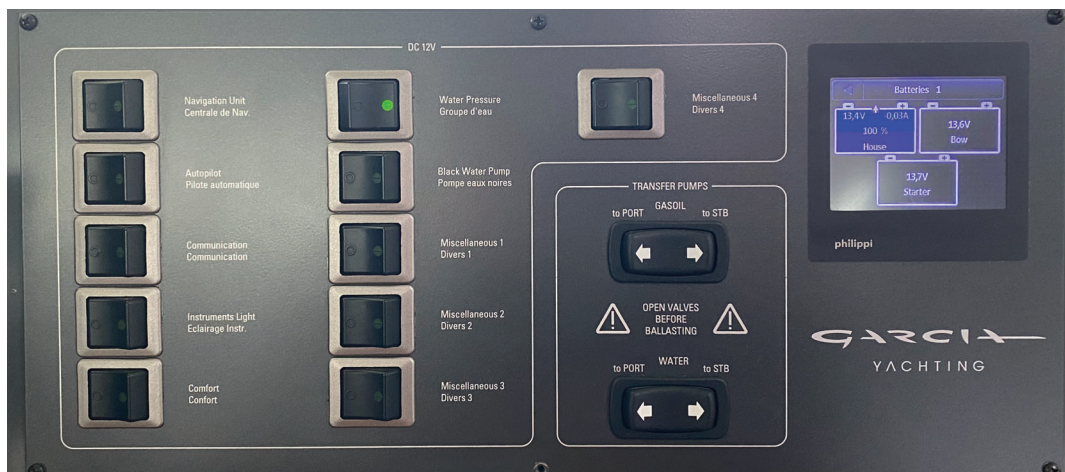 DC 12V
Navigation Unit
Centrale de Nav.
Autopilot
Pilote automatique
Communication
Communication
Instruments Light
Eclairage Instr.
Comfort
Confort
Water Pressure
Groupe d'eau
Black Water Pump
Pompe eaux noires
Miscellaneous 1
Divers 1
Miscellaneous 2
Divers 2
Miscellaneous 3
Divers 3
Miscellaneous 4
Divers 4
TRANSFER PUMPS
GASOIL
to PORT to STB
OPEN VALVES
BEFORE
BALLASTING
WATER
to PORT to STB
Batteries 1
13,4V -0,03A
100 %
House
13,6V
Bow
13,7V
Starter
philippi
GARCIA
YACHTING